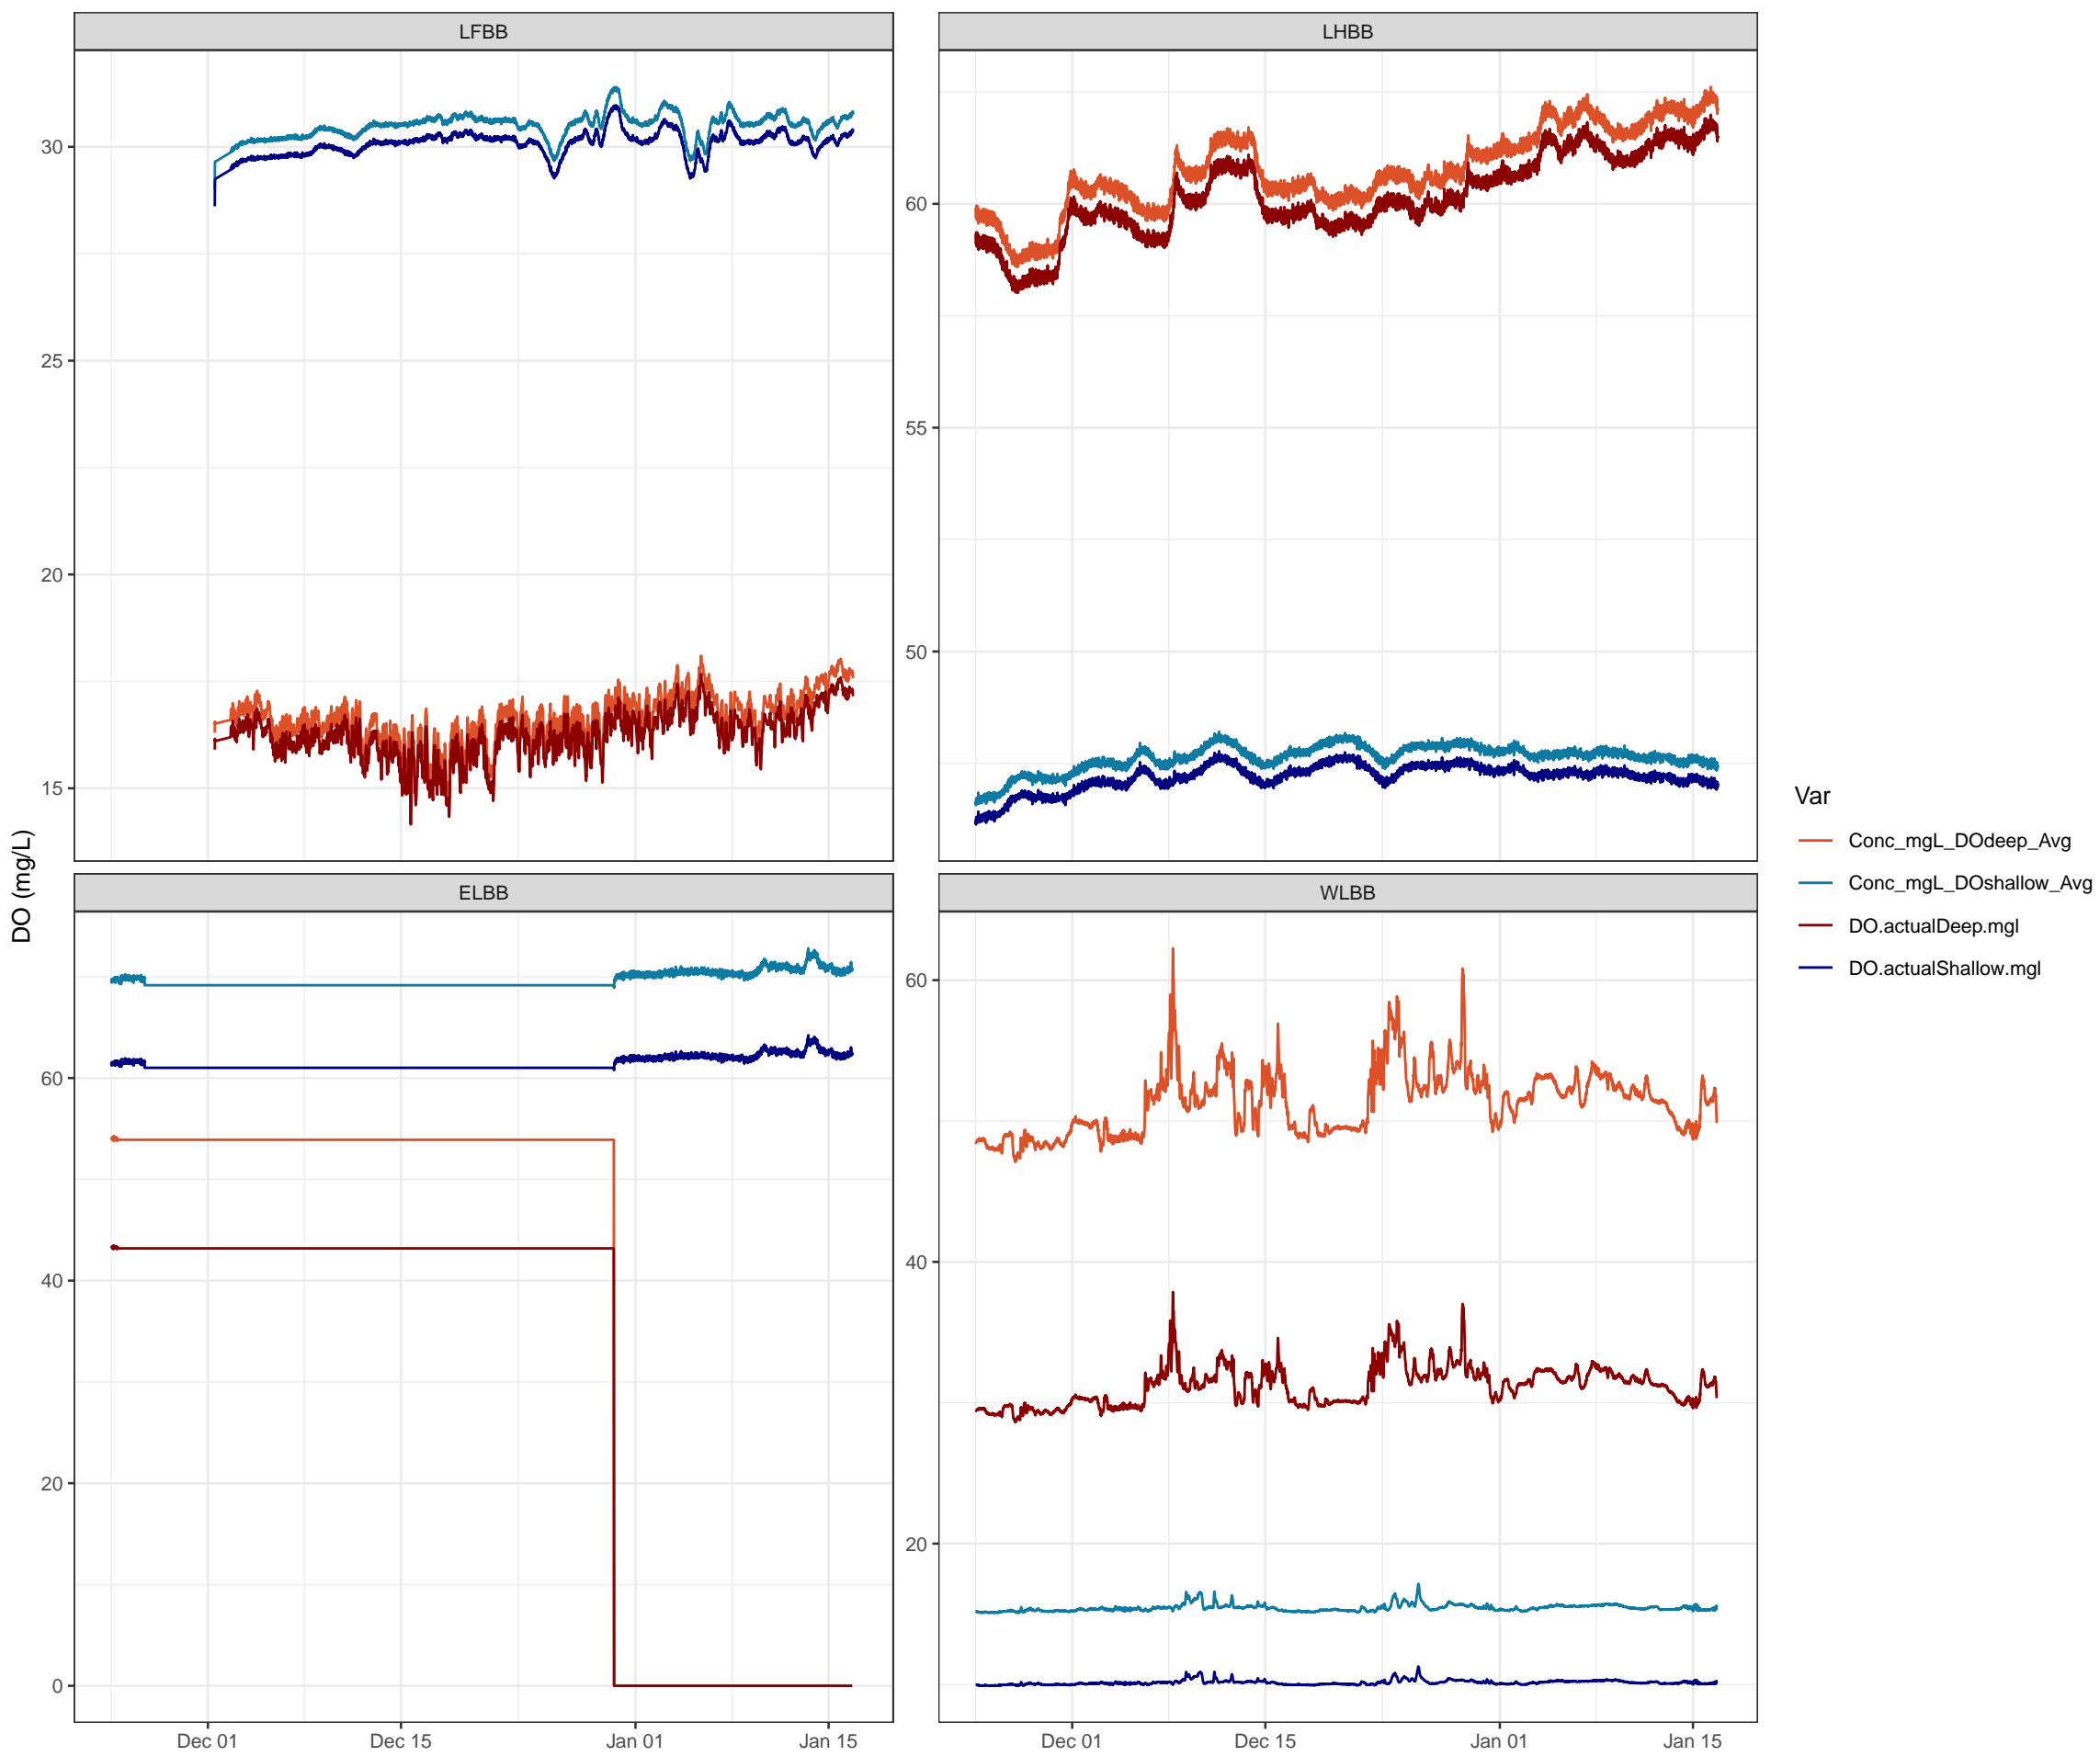 LFBB
LHBB
30
25
20
15
60
55
50
DO (mg/L)
ELBB
WLBB
60
40
20
0
60
40
20
Dec 01
Dec 15
Jan 01
Jan 15
Dec 01
Dec 15
Jan 01
Jan 15
Var
Conc_mgL_DOdeep_Avg
Conc_mgL_DOshallow_Avg
DO.actualDeep.mgl
DO.actualShallow.mgl